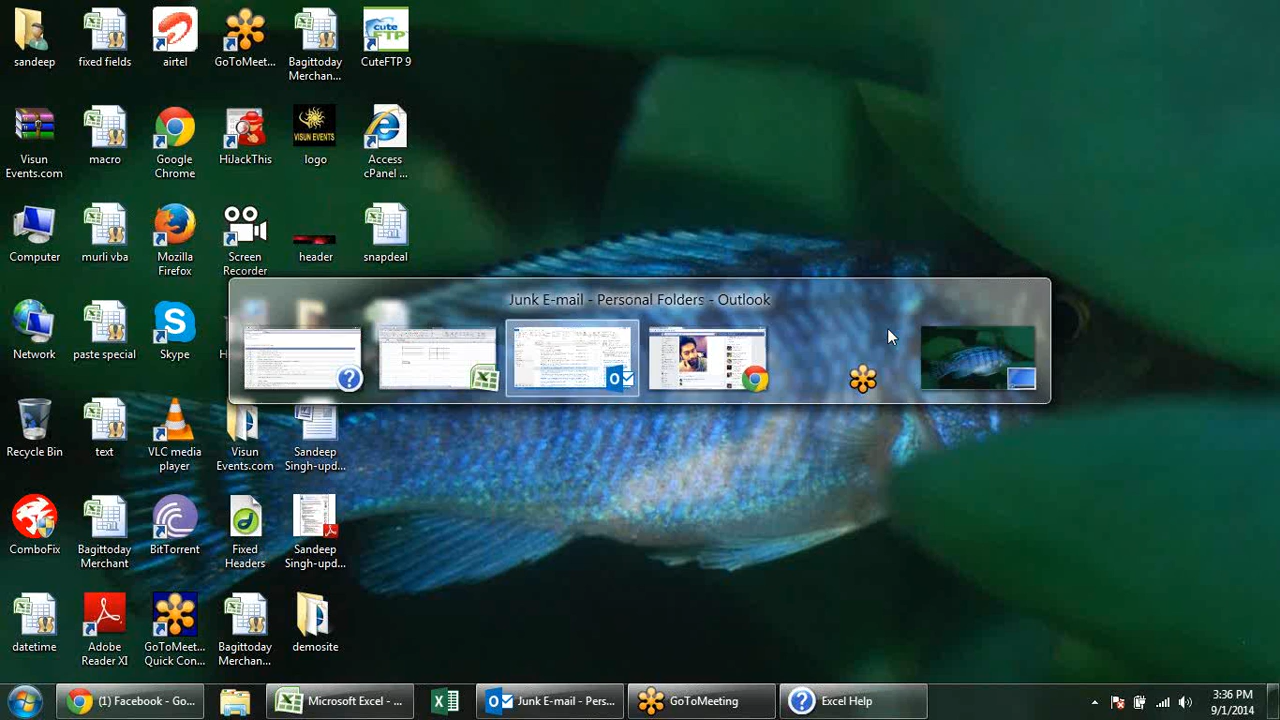 sandeep
fixed fields
airtel
GoToMeet...
Bagittoday
Merchan...
cute
FTP
CuteFTP 9
Visun
Events.com
macro
Google
Chrome
HiJackThis
VISUN EVENTS
logo
Access
cPanel ...
Computer
murli vba
Mozilla
Firefox
Screen
Recorder
header
snapdeal
Junk E-mail - Personal Folders - Outlook
Network
paste special
Skype
Recycle Bin
text
VLC media
player
Visun
Events.com
Sandeep
Singh-upd...
ComboFix
Bagittoday
Merchant
BitTorrent
Fixed
Headers
Sandeep
Singh-upd...
datetime
Adobe
Reader XI
GoToMeet...
Quick Con...
Bagittoday
Merchan...
demosite
(1) Facebook - Go...
Microsoft Excel - ...
Junk E-mail - Pers...
GoToMeeting
Excel Help
3:36 PM
9/1/2014